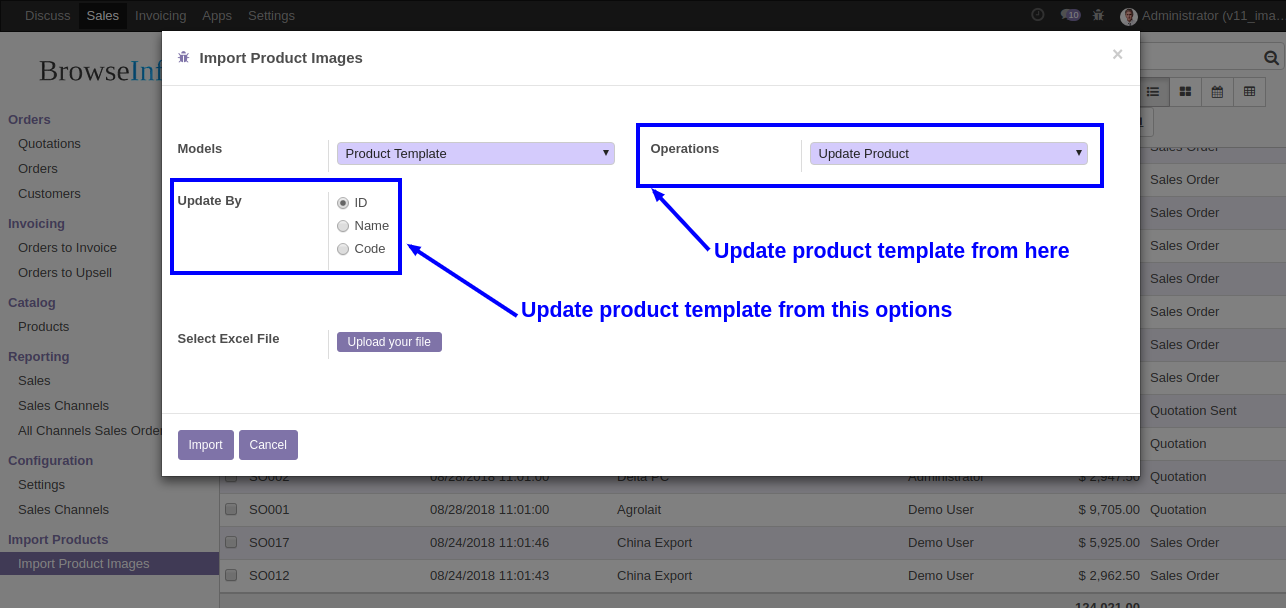 Discuss Sales Invoicing Apps Settings
10 Administrator (v11_ima...
BrowseInf
Import Product Images ×
Orders
Quotations
Orders
Customers
Invoicing
Orders to Invoice
Orders to Upsell
Catalog
Products
Reporting
Sales
Sales Channels
All Channels Sales Order
Configuration
Settings
Sales Channels
Import Products
Import Product Images
Models
Product Template
Operations
Update Product
Update By
ID
Name
Code
Update product template from here
Update product template from this options
Select Excel File
Upload your file
Import Cancel
Sales Order
Sales Order
Sales Order
Sales Order
Sales Order
Sales Order
Sales Order
Sales Order
Quotation Sent
Quotation
SO002 08/28/2018 11:01:00 Delta PC Administrator $ 2,947.50 Quotation
SO001 08/28/2018 11:01:00 Agrolait Demo User $ 9,705.00 Quotation
SO017 08/24/2018 11:01:46 China Export Demo User $ 5,925.00 Sales Order
SO012 08/24/2018 11:01:43 China Export Demo User $ 2,962.50 Sales Order
124,021.00